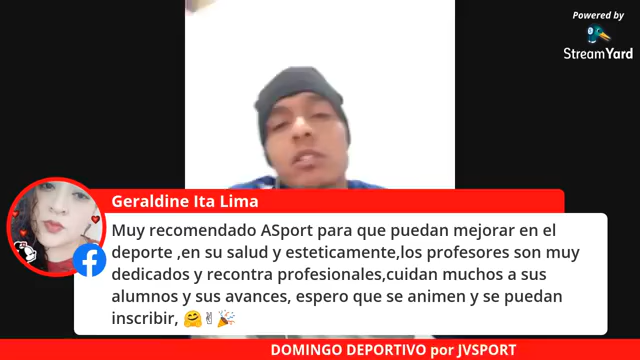 Powered by
StreamYard
Geraldine Ita Lima
Muy recomendado ASport para que puedan mejorar en el
deporte ,en su salud y esteticamente,los profesores son muy
dedicados y recontra profesionales,cuidan muchos a sus
alumnos y sus avances, espero que se animen y se puedan
inscribir, 🤗✌🎉
DOMINGO DEPORTIVO por JVSPORT